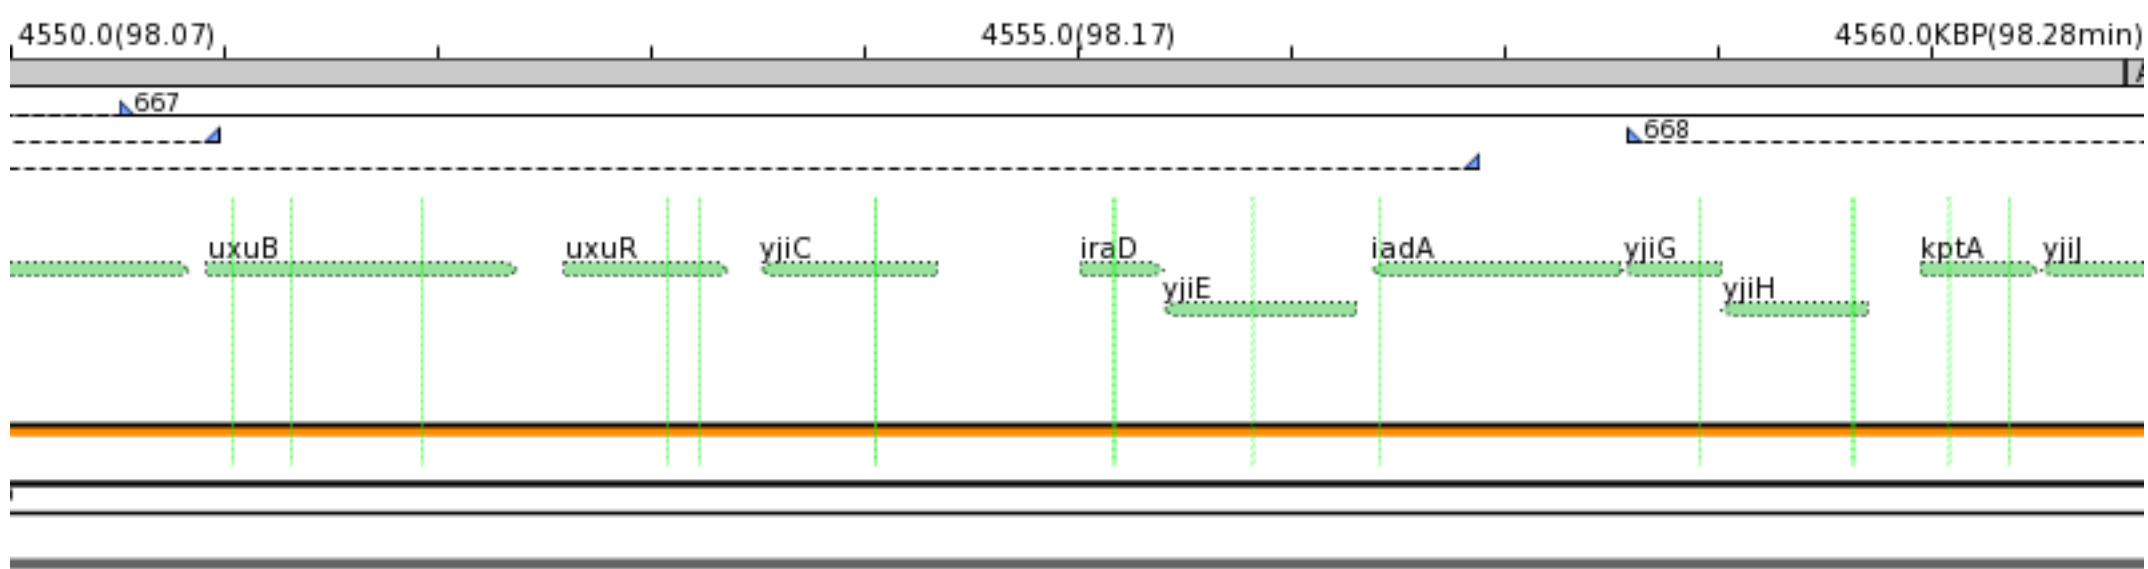 4550.0(98.07) 4555.0(98.17) 4560.0KBP(98.28min)
667
668
uxuB uxuR yjiC iraD iadA yjiG kptA yjiJ
yjiE yjiH